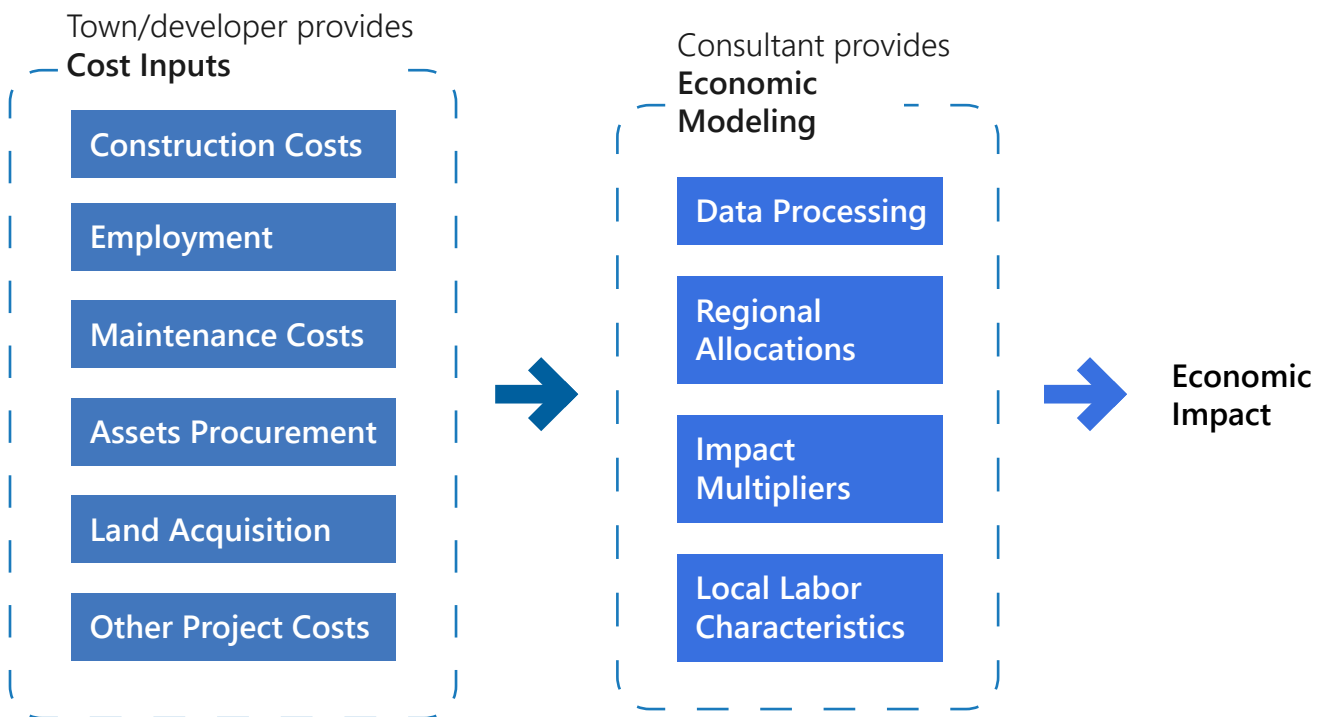 Town/developer provides
Cost Inputs
Construction Costs
Employment
Maintenance Costs
Assets Procurement
Land Acquisition
Other Project Costs
Consultant provides
Economic
Modeling
Data Processing
Regional
Allocations
Impact
Multipliers
Local Labor
Characteristics
Economic
Impact